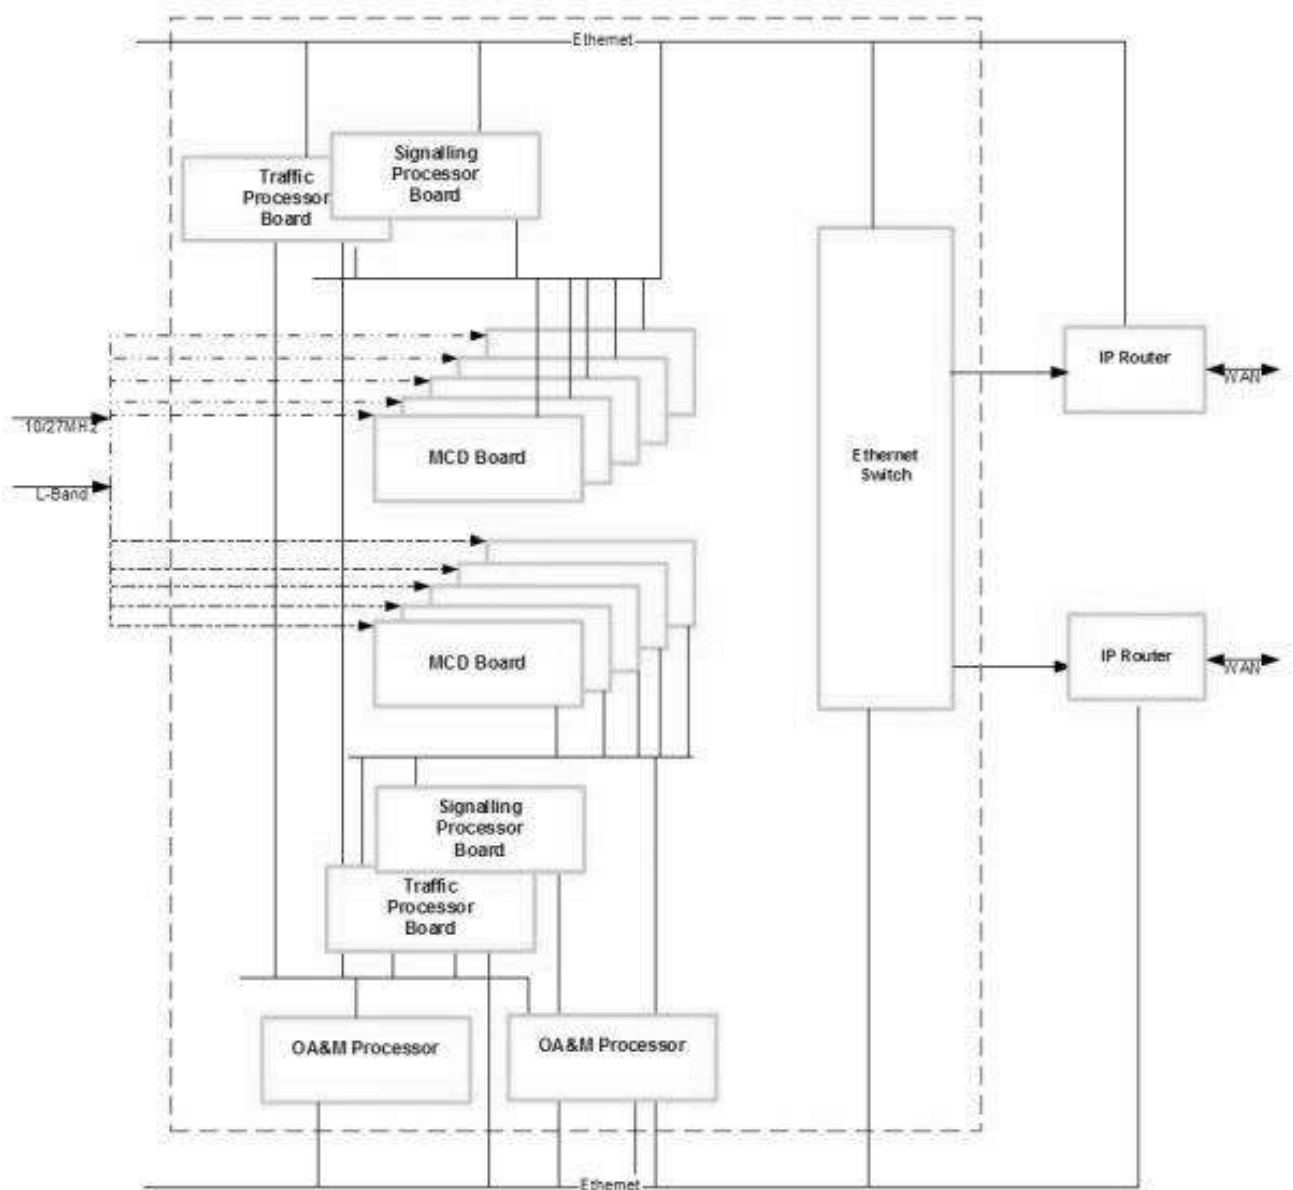 Ethernet
Signalling
Processor
Board
Traffic
Processor
Board
IP Router
WAN
10/27MHz
MCD Board
Ethernet
Switch
L-Band
MCD Board
IP Router
WAN
Signalling
Processor
Board
Traffic
Processor
Board
OA&M Processor
OA&M Processor
Ethernet